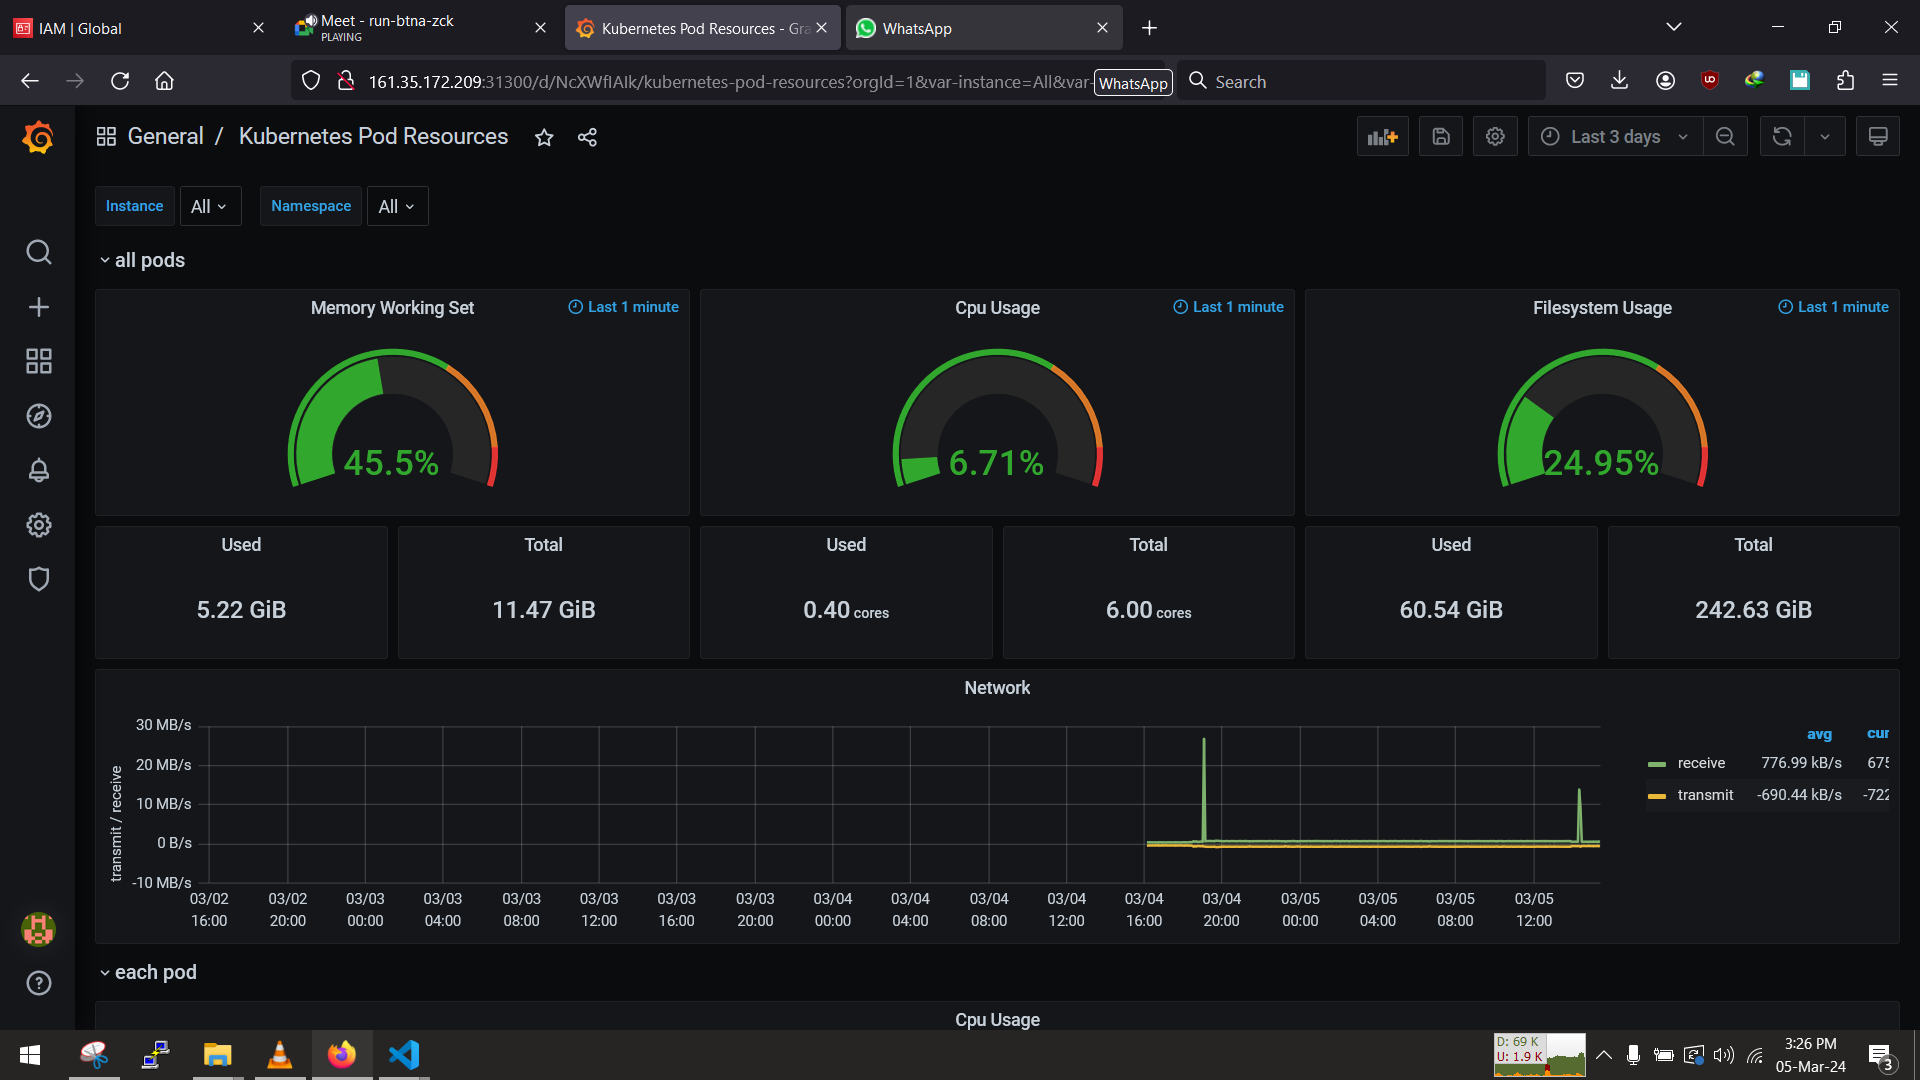 IAM | Global
Meet - run-btna-zck
PLAYING
Kubernetes Pod Resources - Gra
WhatsApp
161.35.172.209:31300/d/NcXWflAIk/kubernetes-pod-resources?orgId=1&var-instance=All&var-
WhatsApp
Search
General / Kubernetes Pod Resources
Last 3 days
Instance
All
Namespace
All
all pods
Memory Working Set
Last 1 minute
45.5%
Cpu Usage
Last 1 minute
6.71%
Filesystem Usage
Last 1 minute
24.95%
Used
5.22 GiB
Total
11.47 GiB
Used
0.40 cores
Total
6.00 cores
Used
60.54 GiB
Total
242.63 GiB
Network
transmit / receive
30 MB/s
20 MB/s
10 MB/s
0 B/s
-10 MB/s
03/02 03/02 03/03 03/03 03/03 03/03 03/03 03/03 03/04 03/04 03/04 03/04 03/04 03/04 03/05 03/05 03/05 03/05
16:00 20:00 00:00 04:00 08:00 12:00 16:00 20:00 00:00 04:00 08:00 12:00 16:00 20:00 00:00 04:00 08:00 12:00
avg cur
receive 776.99 kB/s 675
transmit -690.44 kB/s -722
each pod
Cpu Usage
D: 69 K
U: 1.9 K
3:26 PM
05-Mar-24
3